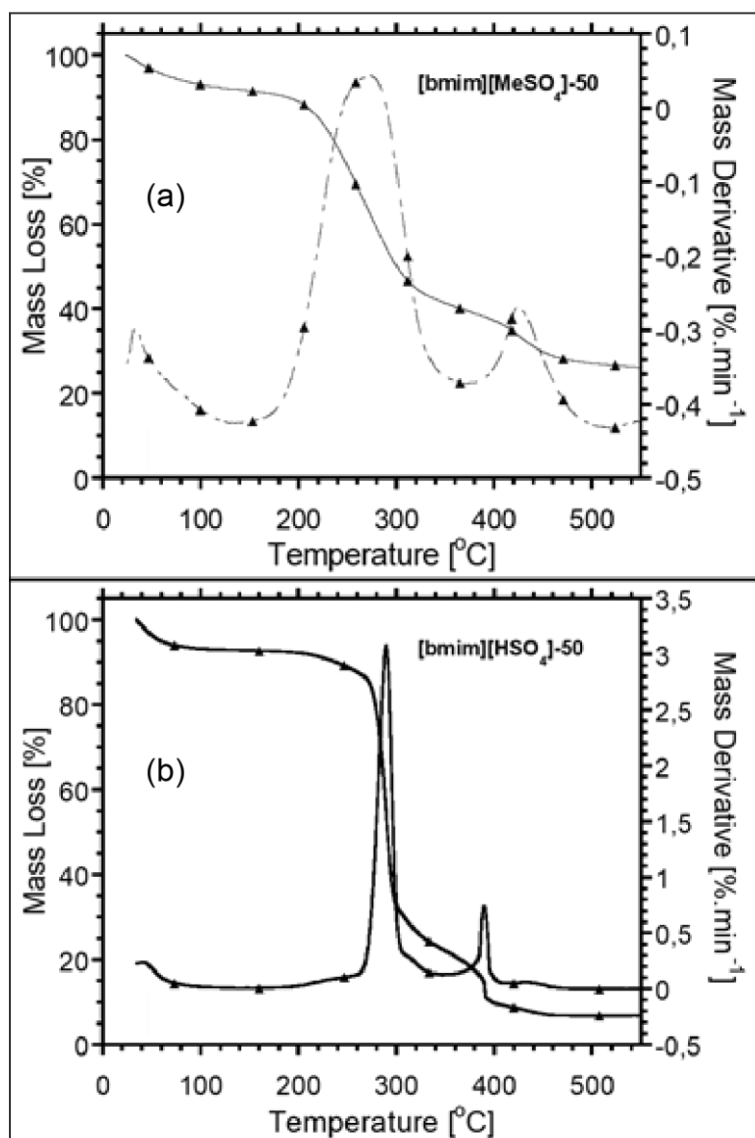 [bmim][MeSO4]-50
(a)
Mass Loss [%]
100
80
60
40
20
0
0,1
0
-0,1
-0,2
-0,3
-0,4
-0,5
Mass Derivative [%.min-1]
0 100 200 300 400 500
Temperature [oC]
[bmim][HSO4]-50
(b)
Mass Loss [%]
100
80
60
40
20
0
3,5
3
2,5
2
1,5
1
0,5
0
-0,5
Mass Derivative [%.min-1]
0 100 200 300 400 500
Temperature [oC]